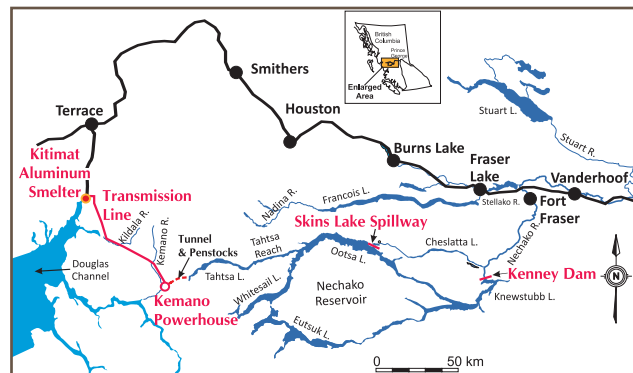 British
Columbia
Prince
George
Enlarged
Area
Smithers
Stuart L.
Terrace
Houston
Stuart R.
Kitimat
Aluminum
Smelter
Burns Lake
Fraser
Lake
Vanderhoof
Transmission
Line
Nadina R.
Francois L.
Stellako R.
Fort
Fraser
Kildala R.
Kemano R.
Skins Lake Spillway
Tunnel
& Penstocks
Tahtsa
Reach
Cheslatta L.
Nechako R.
Douglas
Channel
Tahtsa L.
Ootsa L.
Kenney Dam
N
Kemano
Powerhouse
Whitesail L.
Nechako
Reservoir
Knewstubb L.
Eutsuk L.
0 50 km